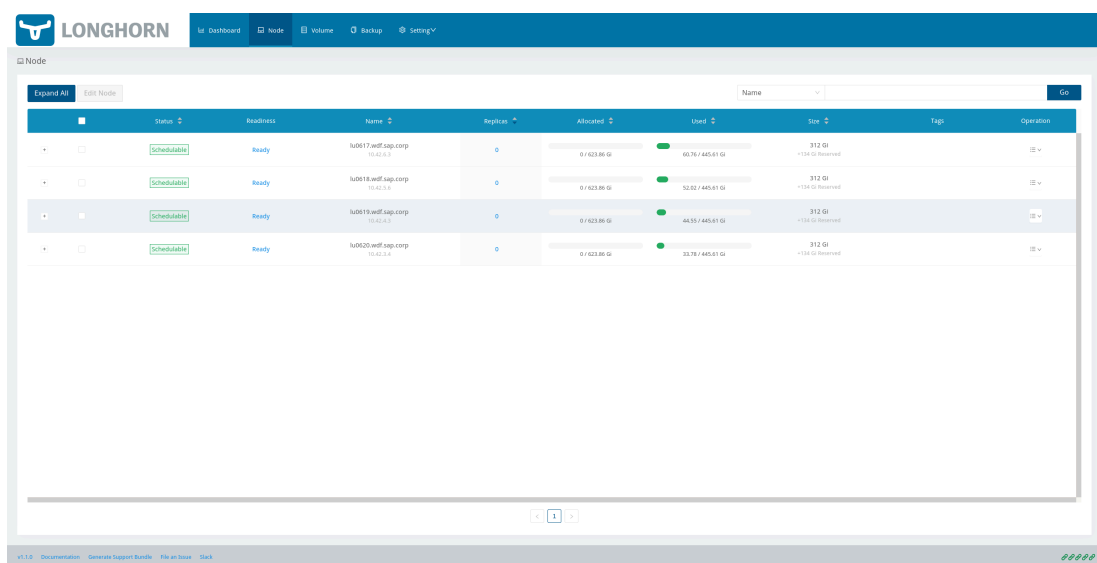 LONGHORN Dashboard Node Volume Backup Setting
Node
Expand All Edit Node Name Go
Status Readiness Name Replicas Allocated Used Size Tags Operation
+ Schedulable Ready lu0617.wdf.sap.corp 0 312 Gi
10.42.6.3 0 / 623.86 Gi 60.76 / 445.61 Gi +134 Gi Reserved
+ Schedulable Ready lu0618.wdf.sap.corp 0 312 Gi
10.42.5.6 0 / 623.86 Gi 52.02 / 445.61 Gi +134 Gi Reserved
+ Schedulable Ready lu0619.wdf.sap.corp 0 312 Gi
10.42.4.3 0 / 623.86 Gi 44.55 / 445.61 Gi +134 Gi Reserved
+ Schedulable Ready lu0620.wdf.sap.corp 0 312 Gi
10.42.3.4 0 / 623.86 Gi 33.78 / 445.61 Gi +134 Gi Reserved
< 1 >
v1.1.0 Documentation Generate Support Bundle File an Issue Slack